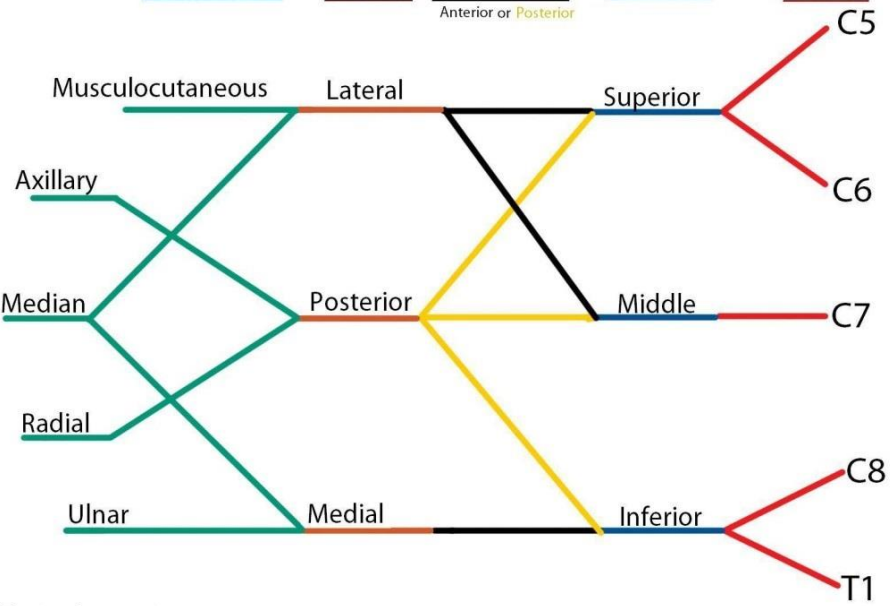 Anterior or Posterior
C5
Musculocutaneous Lateral Superior
Axillary
C6
Median Posterior Middle C7
Radial
C8
Ulnar Medial Inferior
T1